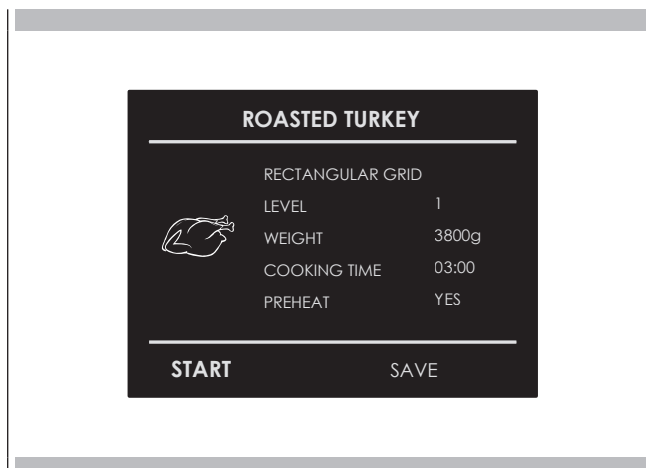 ROASTED TURKEY
RECTANGULAR GRID
LEVEL 1
WEIGHT 3800g
COOKING TIME 03:00
PREHEAT YES
START SAVE